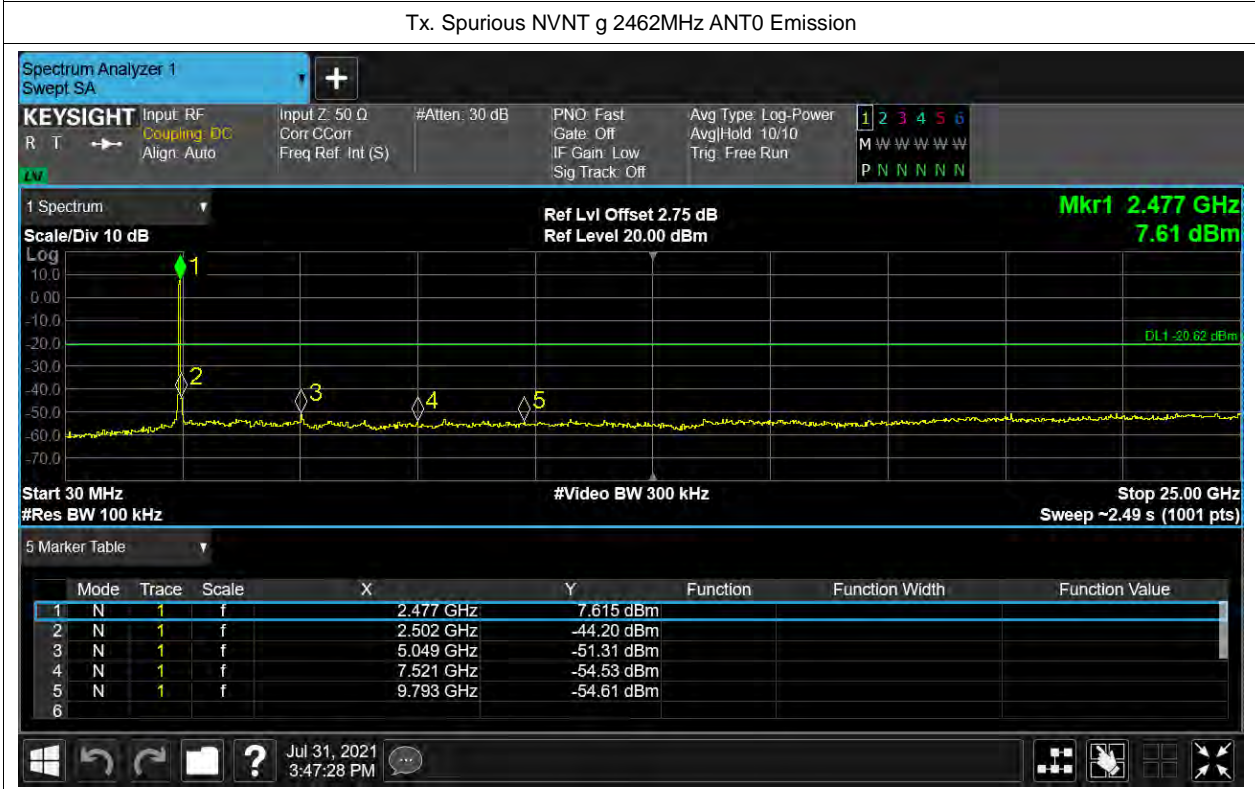 Tx. Spurious NVNT g 2462MHz ANT0 Emission
Spectrum Analyzer 1
Swept SA
+
KEYSIGHT Input: RF Input Z: 50 Ω #Atten: 30 dB PNO: Fast Avg Type: Log-Power 1 2 3 4 5 6
R T Coupling: DC Corr CCorr Gate: Off Avg|Hold: 10/10 M W W W W W
Align: Auto Freq Ref: Int (S) IF Gain: Low Trig: Free Run P N N N N N
Sig Track: Off
1 Spectrum Ref Lvl Offset 2.75 dB Mkr1 2.477 GHz
Scale/Div 10 dB Ref Level 20.00 dBm 7.61 dBm
Log
1
10.0
0.00
-10.0
-20.0 DL1 -20.62 dBm
-30.0
2
-40.0
3 4 5
-50.0
-60.0
-70.0
Start 30 MHz #Video BW 300 kHz Stop 25.00 GHz
#Res BW 100 kHz Sweep ~2.49 s (1001 pts)
5 Marker Table
Mode Trace Scale X Y Function Function Width Function Value
1 N 1 f 2.477 GHz 7.615 dBm
2 N 1 f 2.502 GHz -44.20 dBm
3 N 1 f 5.049 GHz -51.31 dBm
4 N 1 f 7.521 GHz -54.53 dBm
5 N 1 f 9.793 GHz -54.61 dBm
6
? Jul 31, 2021
3:47:28 PM